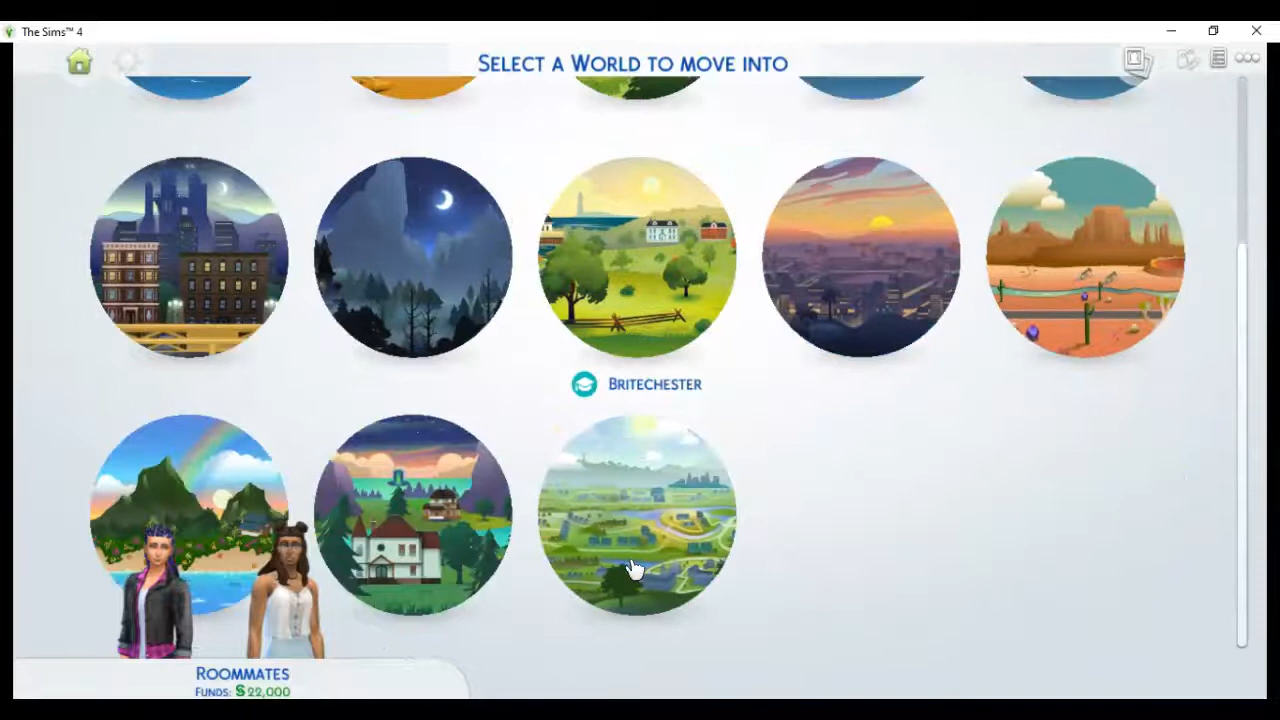 The Sims™ 4
SELECT A WORLD TO MOVE INTO
BRITECHESTER
ROOMMATES
FUNDS: §22,000